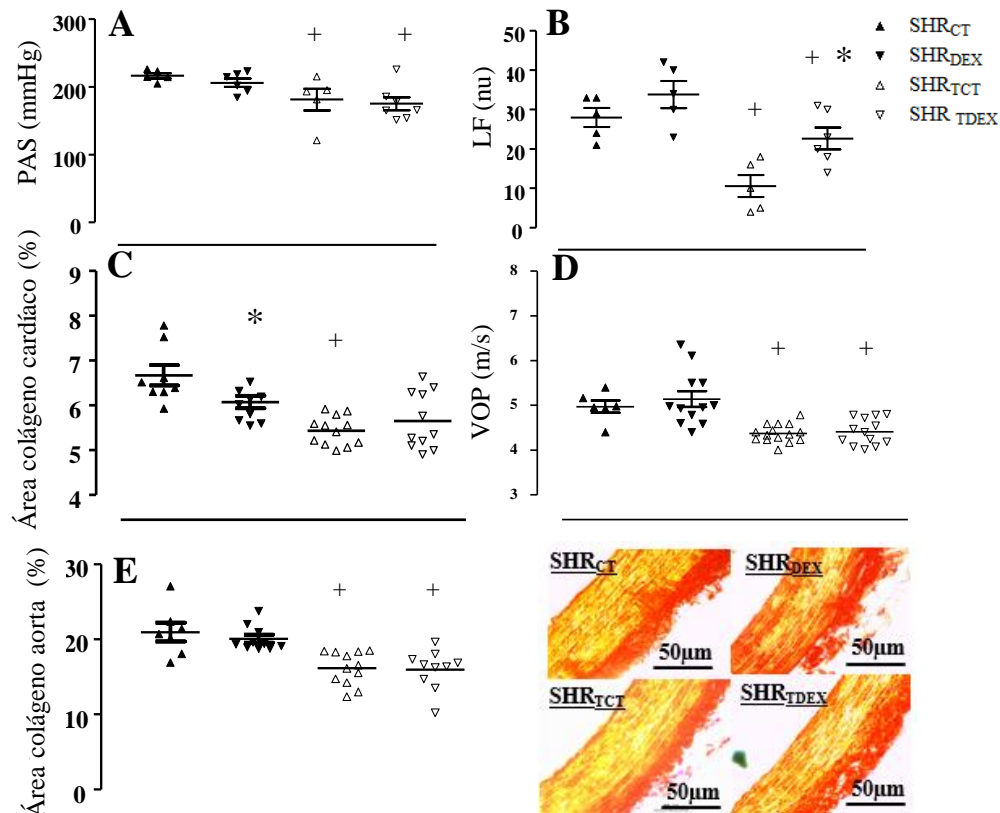 A
PAS (mmHg)
300
200
100
0
+ +
B
LF (nu)
50
40
30
20
10
0
+
+ *
SHRCT
SHRDEX
SHRTCT
SHR TDEX
C
Área colágeno cardíaco (%)
9
8
7
6
5
4
*
+
D
VOP (m/s)
8
7
6
5
4
3
+ +
E
Área colágeno aorta (%)
30
20
10
0
+ +
SHRCT
50µm
SHRDEX
50µm
SHRTCT
50µm
SHRTDEX
50µm